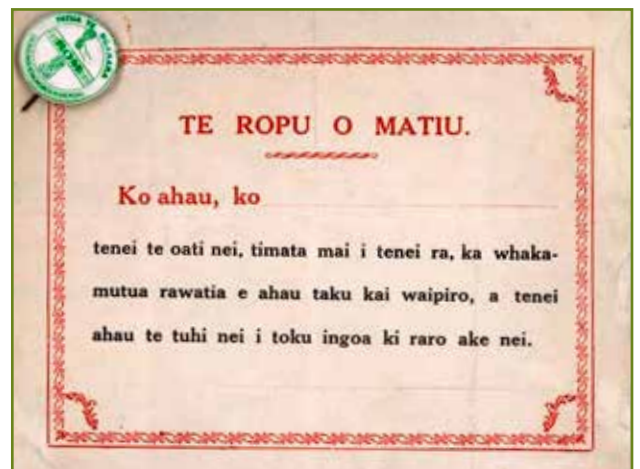 TE ROPU O MATIU.
Ko ahau, ko
tenei te oati nei, timata mai i tenei ra, ka whaka-
mutua rawatia e ahau taku kai waipiro, a tenei
ahau te tuhi nei i toku ingoa ki raro ake nei.